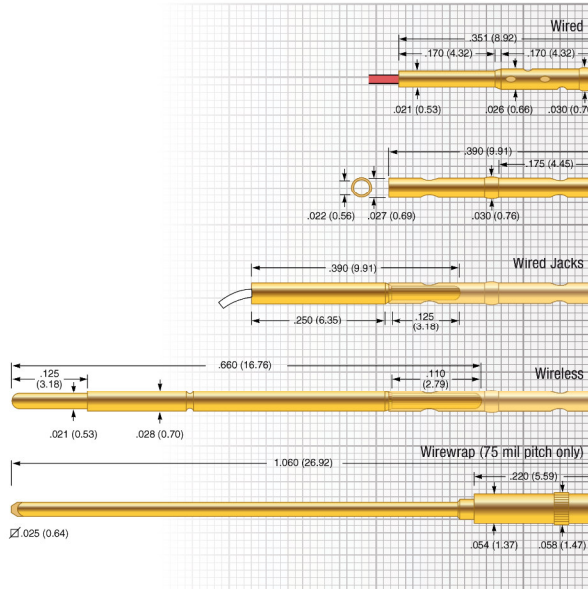 Wired
.351 (8.92)
.170 (4.32) .170 (4.32)
.021 (0.53) .026 (0.66) .030 (0.7
.390 (9.91)
.175 (4.45)
.022 (0.56) .027 (0.69) .030 (0.76)
Wired Jacks
.390 (9.91)
.250 (6.35) .125
(3.18)
.660 (16.76)
.125
(3.18)
.110
(2.79)
Wireless
.021 (0.53) .028 (0.70)
Wirewrap (75 mil pitch only)
1.060 (26.92)
.220 (5.59)
.025 (0.64)
.054 (1.37) .058 (1.47)